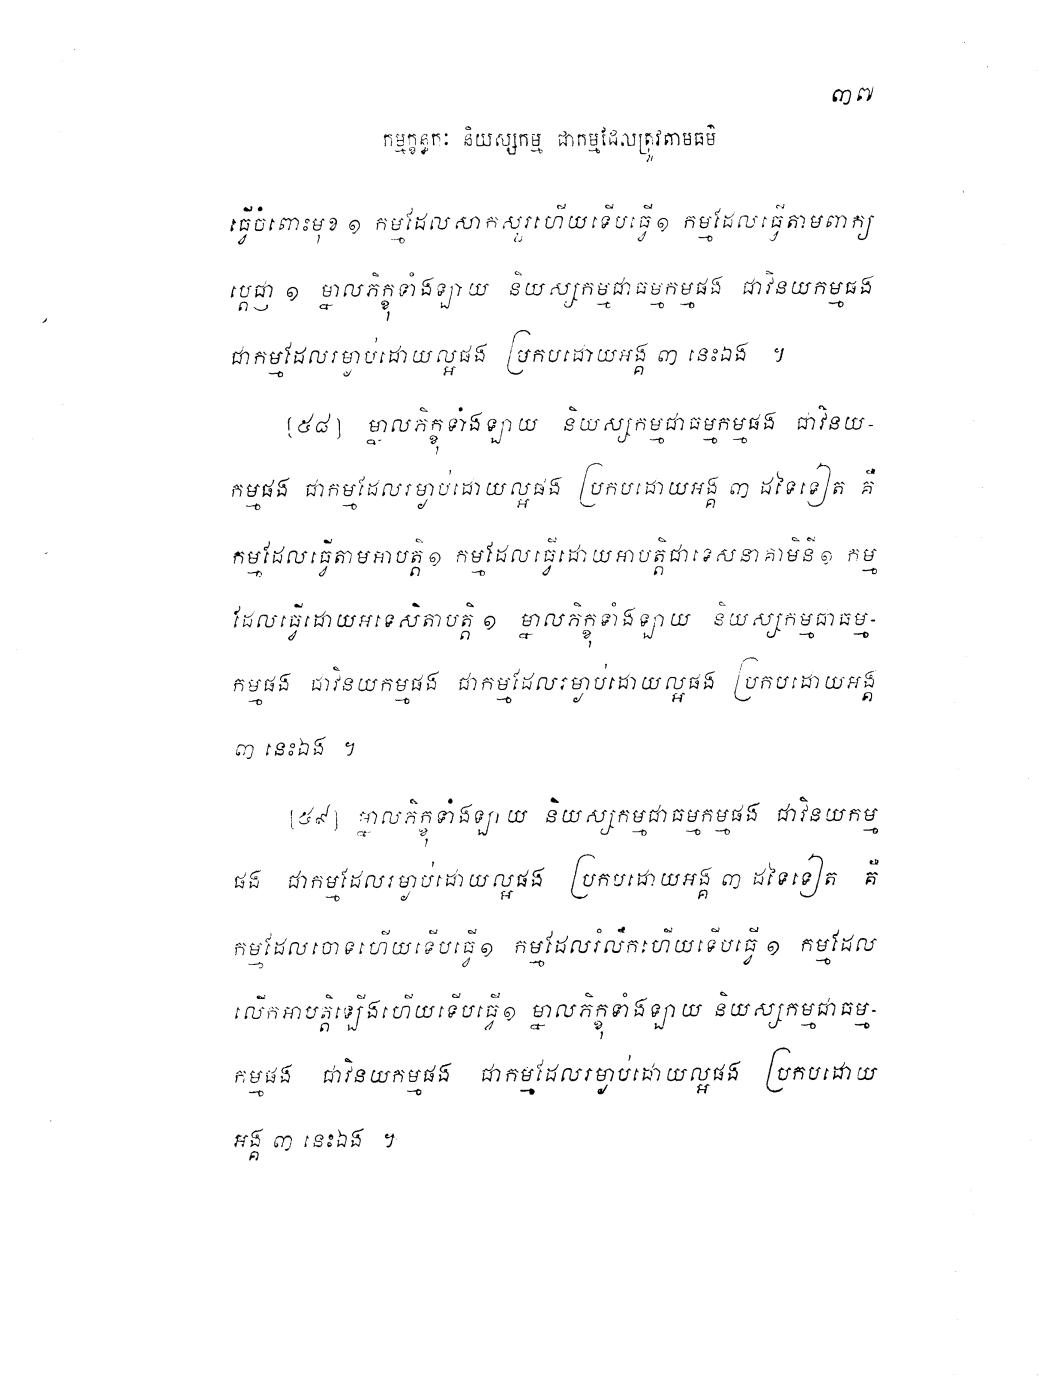 ៣៧
កម្មក្ខន្ធកៈ និយស្សកម្ម ជាកម្មដែលត្រូវតាមធម៌
ធ្វើចំពោះមុខ ១ កម្មដែលសាកសួរហើយទើបធ្វើ ១ កម្មដែលធ្វើតាមពាក្យ
ប្តេជ្ញា ១ ម្នាលភិក្ខុទាំងឡាយ និយស្សកម្មជាធម្មកម្មផង ជាវិនយកម្មផង
ជាកម្មដែលរម្ងាប់ដោយល្អផង ប្រកបដោយអង្គ ៣ នេះឯង ។
[៥៨] ម្នាលភិក្ខុទាំងឡាយ និយស្សកម្មជាធម្មកម្មផង ជាវិនយ-
កម្មផង ជាកម្មដែលរម្ងាប់ដោយល្អផង ប្រកបដោយអង្គ ៣ ដទៃទៀត គឺ
កម្មដែលធ្វើតាមអាបត្តិ ១ កម្មដែលធ្វើដោយអាបត្តិជាទេសនាគាមិនី ១ កម្ម
ដែលធ្វើដោយអទេសិតាបត្តិ ១ ម្នាលភិក្ខុទាំងឡាយ និយស្សកម្មជាធម្ម-
កម្មផង ជាវិនយកម្មផង ជាកម្មដែលរម្ងាប់ដោយល្អផង ប្រកបដោយអង្គ
៣ នេះឯង ។
[៥៩] ម្នាលភិក្ខុទាំងឡាយ និយស្សកម្មជាធម្មកម្មផង ជាវិនយកម្ម
ផង ជាកម្មដែលរម្ងាប់ដោយល្អផង ប្រកបដោយអង្គ ៣ ដទៃទៀត គឺ
កម្មដែលចោទហើយទើបធ្វើ ១ កម្មដែលរំលឹកហើយទើបធ្វើ ១ កម្មដែល
លើកអាបត្តិឡើងហើយទើបធ្វើ ១ ម្នាលភិក្ខុទាំងឡាយ និយស្សកម្មជាធម្ម-
កម្មផង ជាវិនយកម្មផង ជាកម្មដែលរម្ងាប់ដោយល្អផង ប្រកបដោយ
អង្គ ៣ នេះឯង ។